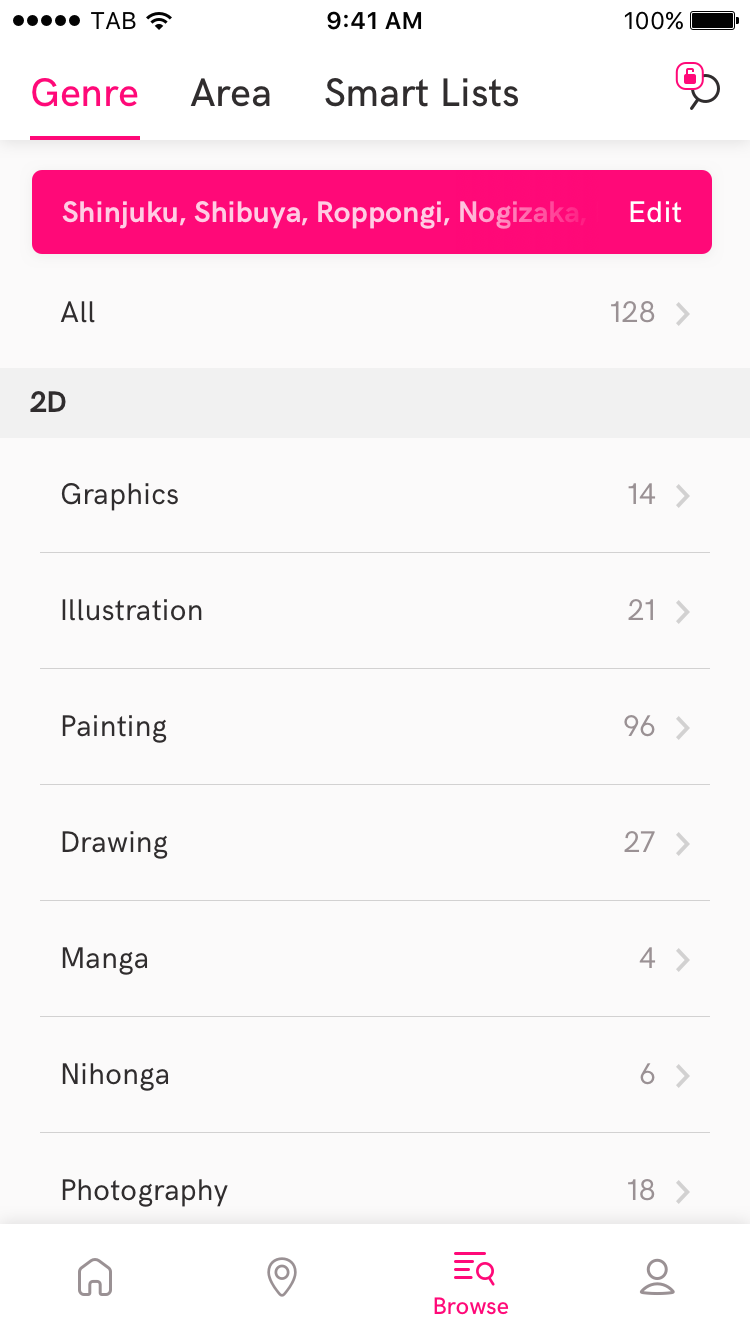 TAB 9:41 AM 100%
Genre Area Smart Lists
Shinjuku, Shibuya, Roppongi, Nogizaka, Edit
All 128
2D
Graphics 14
Illustration 21
Painting 96
Drawing 27
Manga 4
Nihonga 6
Photography 18
Browse